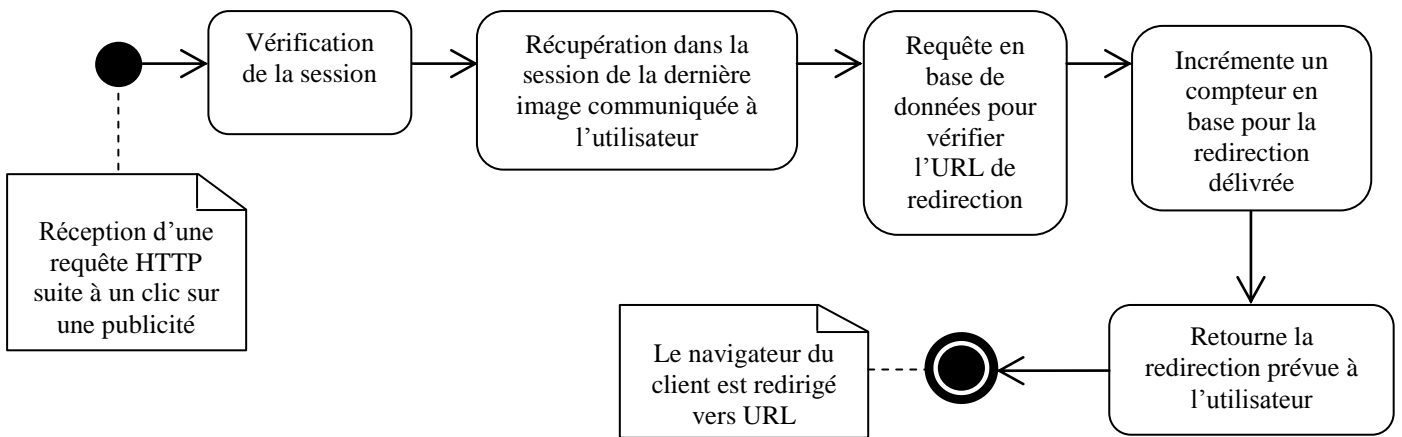 Vérification
de la session
Récupération dans la
session de la dernière
image communiquée à
l’utilisateur
Requête en
base de
données pour
vérifier
l’URL de
redirection
Incrémente un
compteur en
base pour la
redirection
délivrée
Réception d’une
requête HTTP
suite à un clic sur
une publicité
Retourne la
redirection prévue à
l’utilisateur
Le navigateur du
client est redirigé
vers URL